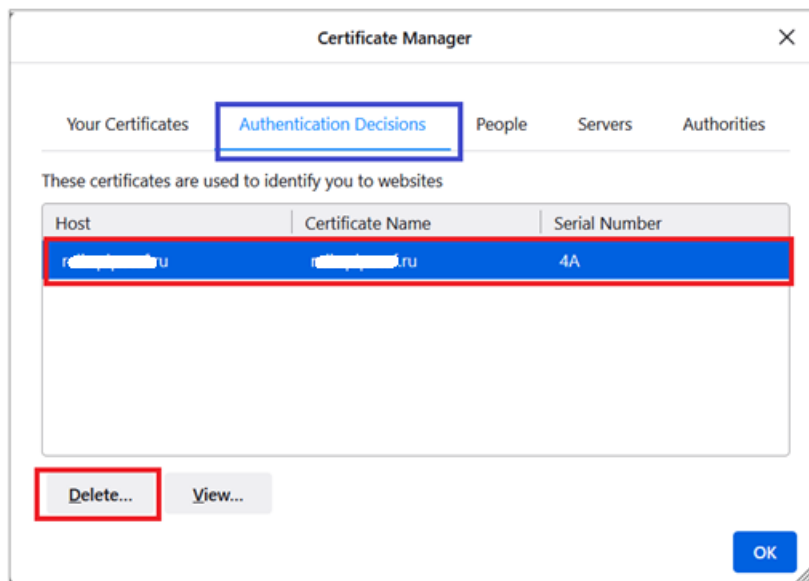 Certificate Manager
Your Certificates Authentication Decisions People Servers Authorities
These certificates are used to identify you to websites
Host Certificate Name Serial Number
4A
Delete... View...
OK